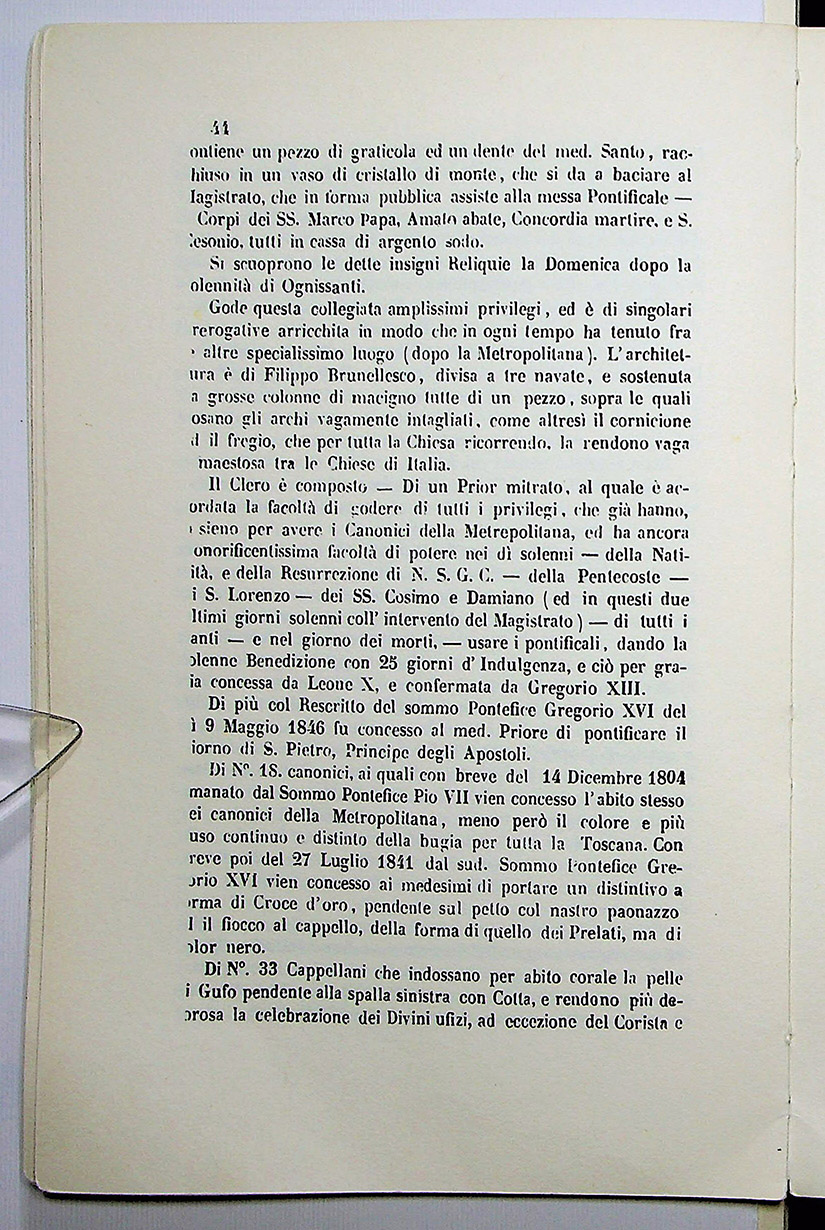 44
ontiene un pezzo di graticola ed un dente del med. Santo, rac-
hiuso in un vaso di cristallo di monte, che si da a baciare al
lagistrato, che in forma pubblica assiste alla messa Pontificale —
Corpi dei SS. Marco Papa, Amato abate, Concordia martire. e S.
esonio, tutti in cassa di argento sodo.
Si scuoprono le dette insigni Reliquie la Domenica dopo la
olennità di Ognissanti.
Gode questa collegiata amplissimi privilegi, ed è di singolari
rerogative arricchita in modo che in ogni tempo ha tenuto fra
altre specialissimo luogo (dopo la Metropolitana). L'architet-
ura è di Filippo Brunellesco, divisa a tre navate, e sostenuta
a grosse colonne di macigno tutte di un pezzo, sopra le quali
osano gli archi vagamente intagliati, come altresì il cornicione
d il fregio, che per tutta la Chiesa ricorrendo, la rendono vaga
maestosa tra le Chiese di Italia.
Il Clero è composto — Di un Prior mitrato, al quale è ac-
ordata la facoltà di godere di tutti i privilegi, che già hanno,
sieno per avere i Canonici della Metropolitana, ed ha ancora
onorificentissima facoltà di potere nei dì solenni — della Nati-
ità, e della Resurrezione di N. S. G. C. — della Pentecoste —
i S. Lorenzo — dei SS. Cosimo e Damiano (ed in questi due
ltimi giorni solenni coll' intervento del Magistrato) — di tutti i
anti — e nel giorno dei morti, — usare i pontificali, dando la
olenne Benedizione con 25 giorni d' Indulgenza, e ciò per gra-
ia concessa da Leone X, e confermata da Gregorio XIII.
Di più col Rescritto del sommo Pontefice Gregorio XVI del
ì 9 Maggio 1846 fu concesso al med. Priore di pontificare il
iorno di S. Pietro, Principe degli Apostoli.
Di N°. 18. canonici, ai quali con breve del 14 Dicembre 1804
manato dal Sommo Pontefice Pio VII vien concesso l'abito stesso
ei canonici della Metropolitana, meno però il colore e più
uso continuo e distinto della bugia per tutta la Toscana. Con
reve poi del 27 Luglio 1841 dal sud. Sommo Pontefice Gre-
orio XVI vien concesso ai medesimi di portare un distintivo a
orma di Croce d'oro, pendente sul petto col nastro paonazzo
d il fiocco al cappello, della forma di quello dei Prelati, ma di
olor nero.
Di N°. 33 Cappellani che indossano per abito corale la pelle
i Gufo pendente alla spalla sinistra con Cotta, e rendono più de-
orosa la celebrazione dei Divini ufizi, ad eccezione del Corista e